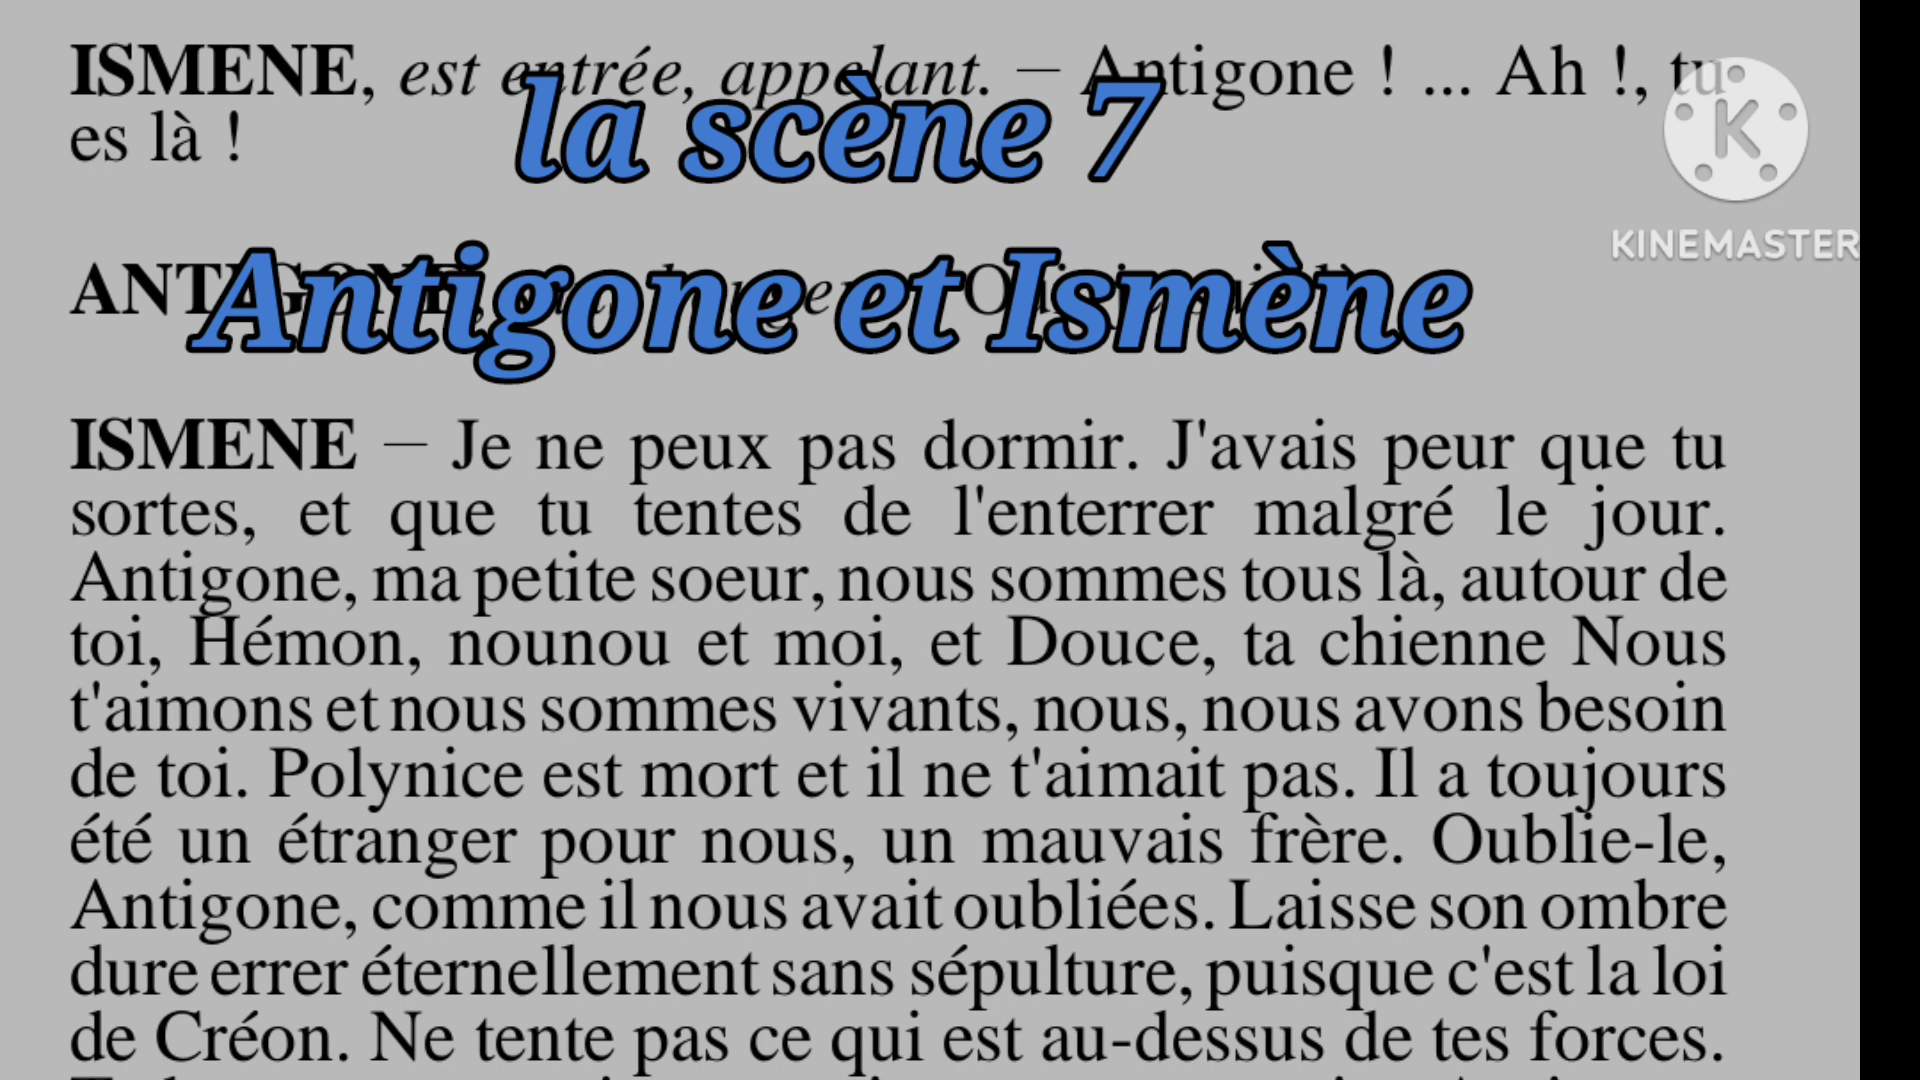 ISMENE, est entrée, appelant. — Antigone ! ... Ah !, tu
es là !
la scène 7
K
KINEMASTER
ANTIGONE,
Antigone et Ismène
ISMENE — Je ne peux pas dormir. J'avais peur que tu
sortes, et que tu tentes de l'enterrer malgré le jour.
Antigone, ma petite soeur, nous sommes tous là, autour de
toi, Hémon, nounou et moi, et Douce, ta chienne Nous
t'aimons et nous sommes vivants, nous, nous avons besoin
de toi. Polynice est mort et il ne t'aimait pas. Il a toujours
été un étranger pour nous, un mauvais frère. Oublie-le,
Antigone, comme il nous avait oubliées. Laisse son ombre
dure errer éternellement sans sépulture, puisque c'est la loi
de Créon. Ne tente pas ce qui est au-dessus de tes forces.